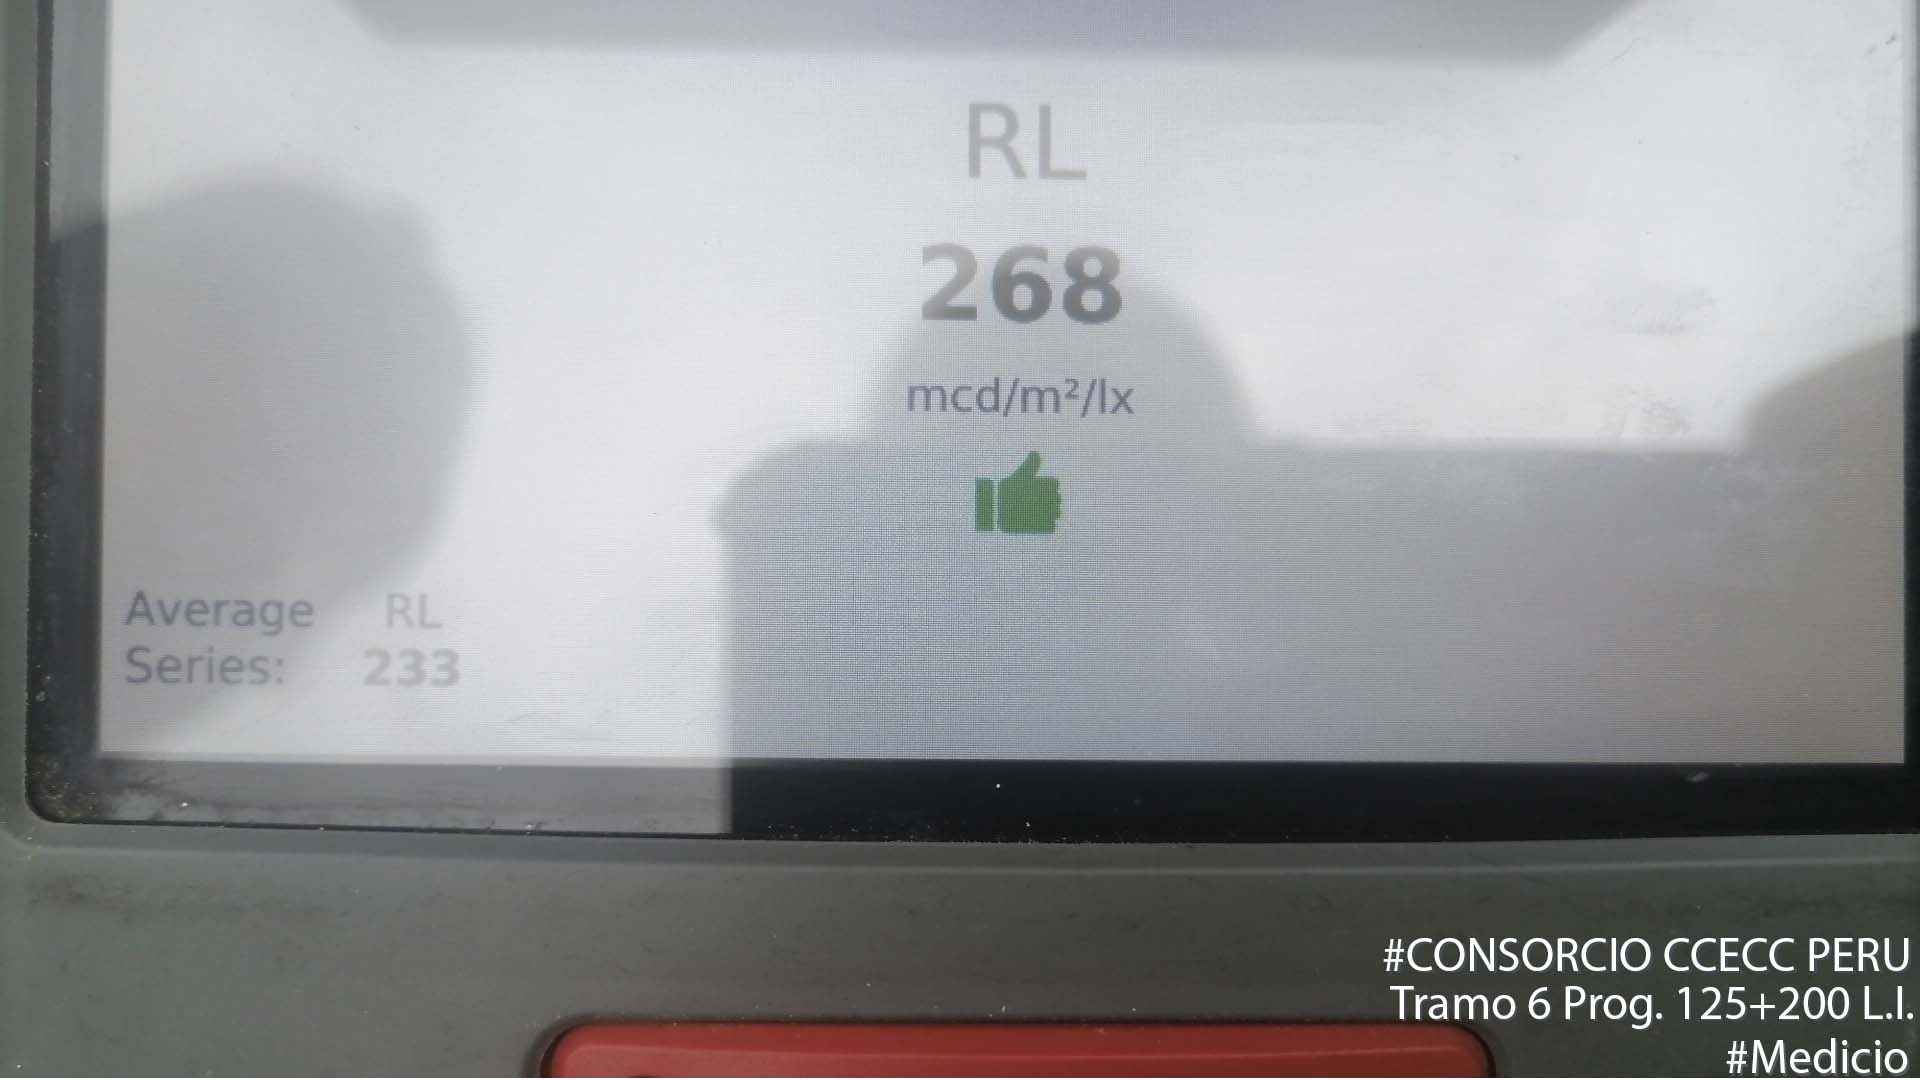 RL
268
mcd/m²/lx
Average RL
Series: 233
#CONSORCIO CCECC PERU
Tramo 6 Prog. 125+200 L.I.
#Medicio